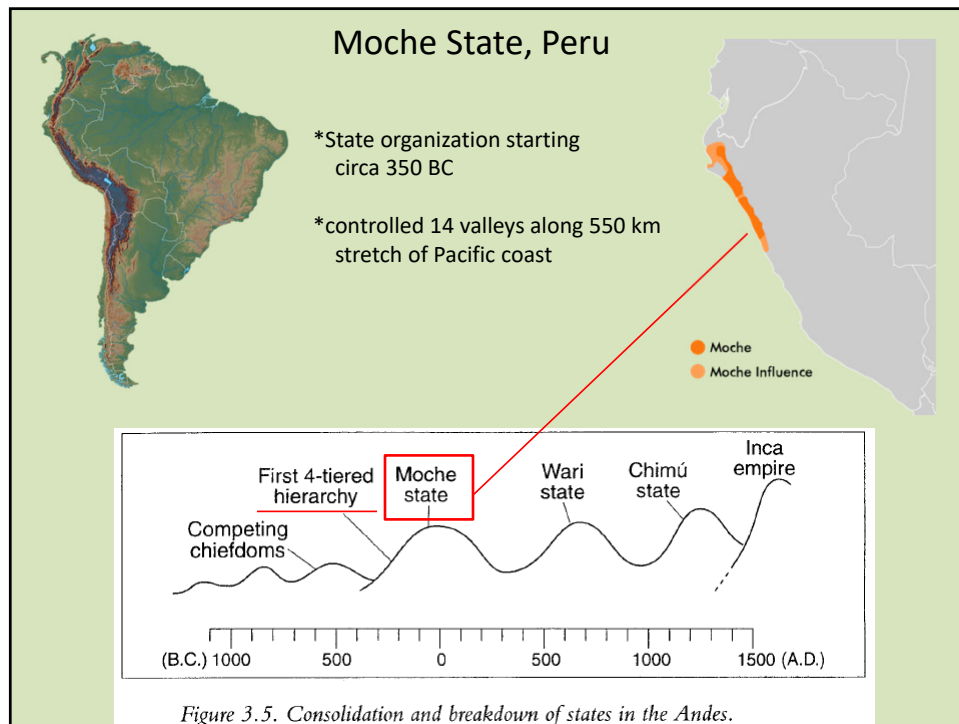 Moche State, Peru
*State organization starting
circa 350 BC
*controlled 14 valleys along 550 km
stretch of Pacific coast
Moche
Moche Influence
Competing
chiefdoms
First 4-tiered
hierarchy
Moche
state
Wari
state
Chimú
state
Inca
empire
(B.C.) 1000 500 0 500 1000 1500 (A.D.)
Figure 3.5. Consolidation and breakdown of states in the Andes.